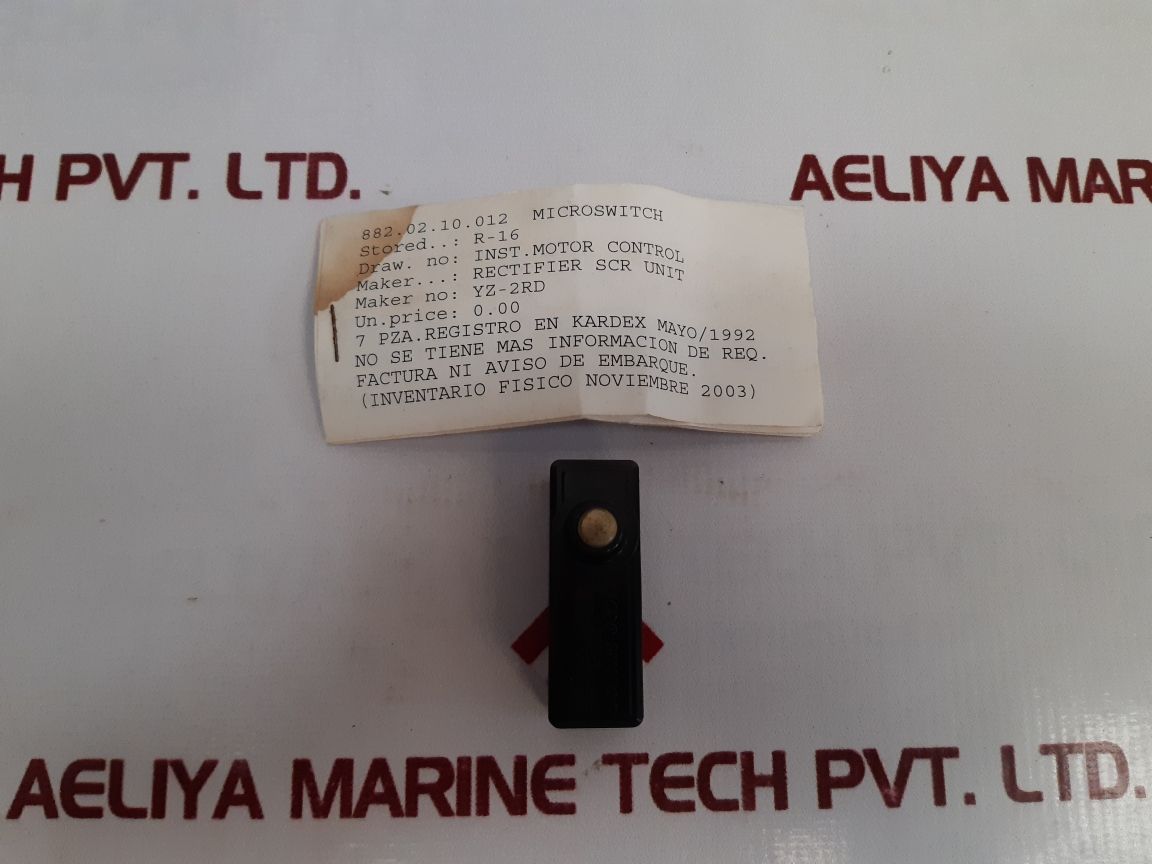 H PVT. LTD.
AELIYA MAR
882.02.10.012 MICROSWITCH
Stored..: R-16
Draw. no: INST.MOTOR CONTROL
Maker...: RECTIFIER SCR UNIT
Maker no: YZ-2RD
Un.price: 0.00
7 PZA.REGISTRO EN KARDEX MAYO/1992
NO SE TIENE MAS INFORMACION DE REQ.
FACTURA NI AVISO DE EMBARQUE.
(INVENTARIO FISICO NOVIEMBRE 2003)
AELIYA MARINE TECH PVT. LTD.